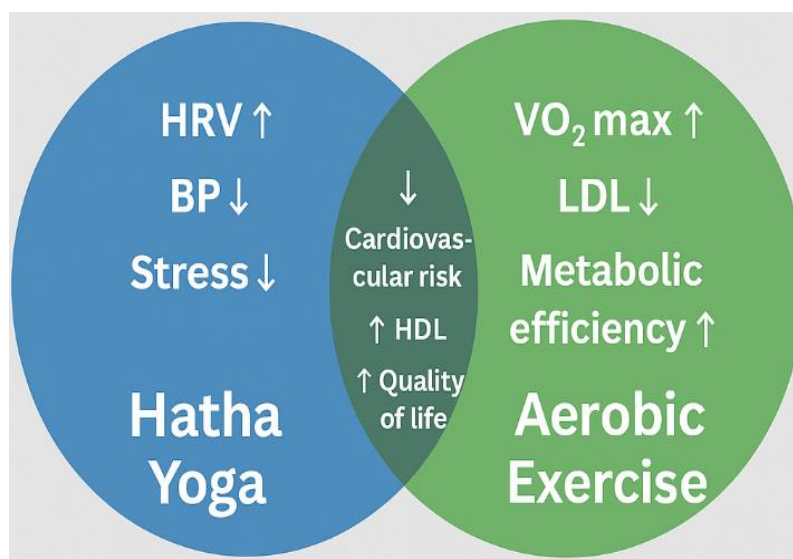 HRV ↑
BP ↓
Stress ↓
Hatha
Yoga
↓
Cardiovas-
cular risk
↑ HDL
↑ Quality
of life
VO₂ max ↑
LDL ↓
Metabolic
efficiency ↑
Aerobic
Exercise